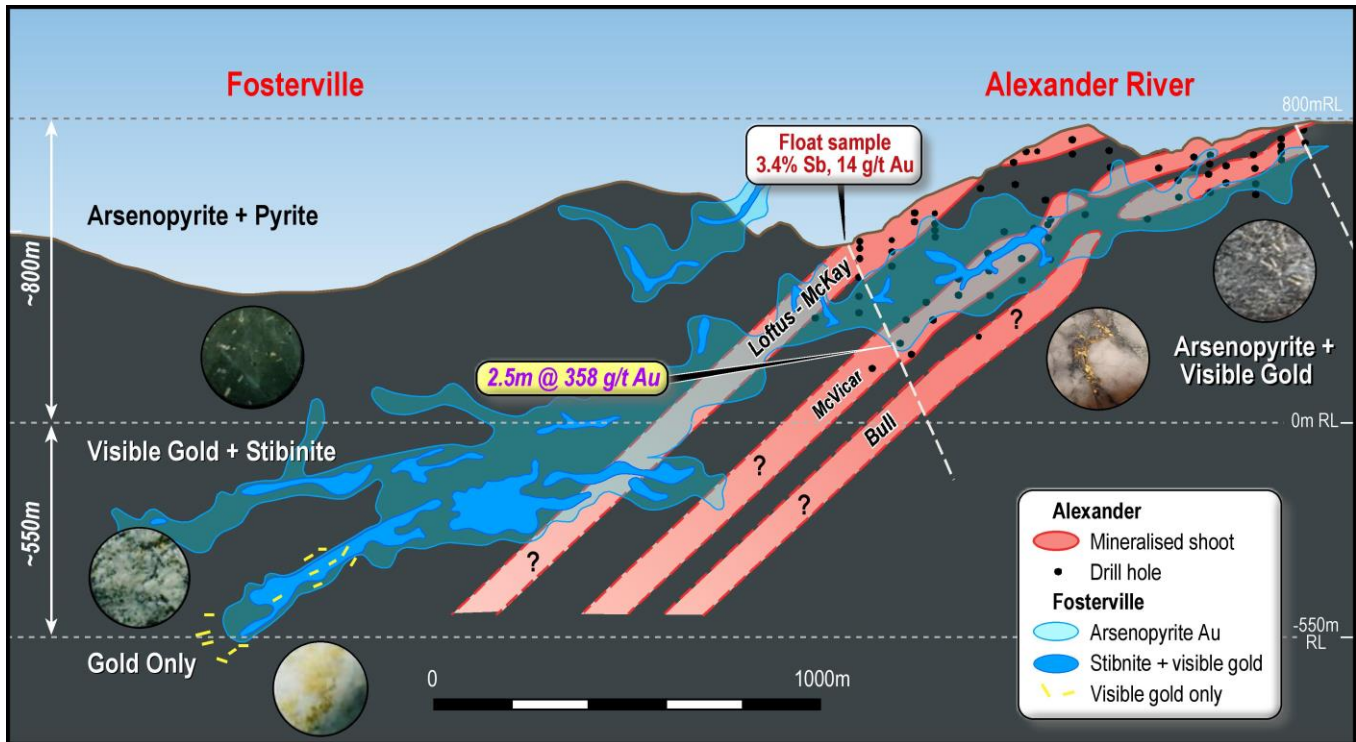 Fosterville
Alexander River
800mRL
Float sample
3.4% Sb, 14 g/t Au
Arsenopyrite + Pyrite
~800m
Loftus - McKay
2.5m @ 358 g/t Au
McVicar
Bull
?
Arsenopyrite +
Visible Gold
0m RL
Visible Gold + Stibinite
~550m
?
?
?
Gold Only
-550m
RL
0
1000m
Alexander
Mineralised shoot
Drill hole
Fosterville
Arsenopyrite Au
Stibnite + visible gold
Visible gold only